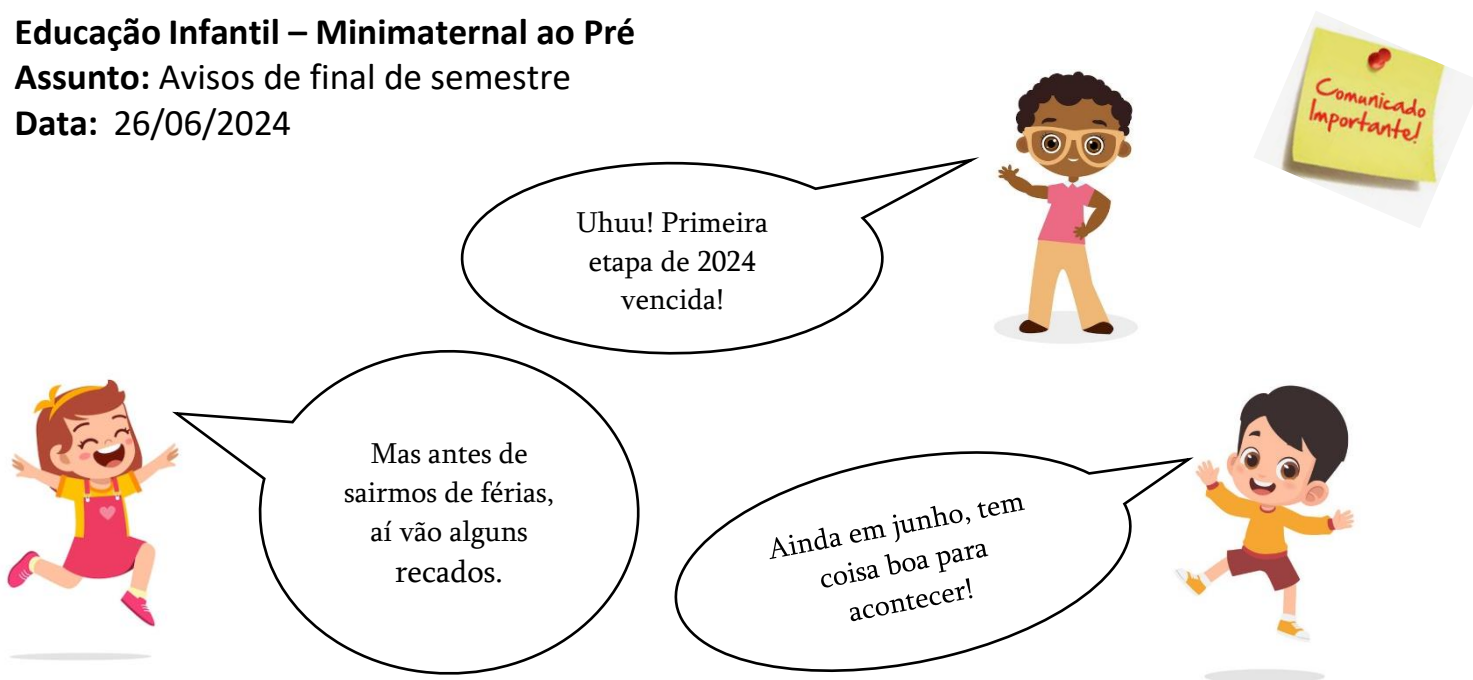 Educação Infantil – Minimaternal ao Pré
Assunto: Avisos de final de semestre
Data: 26/06/2024
Comunicado
Importante!
Uhuu! Primeira
etapa de 2024
vencida!
Mas antes de
sairmos de férias,
aí vão alguns
recados.
Ainda em junho, tem
coisa boa para
acontecer!